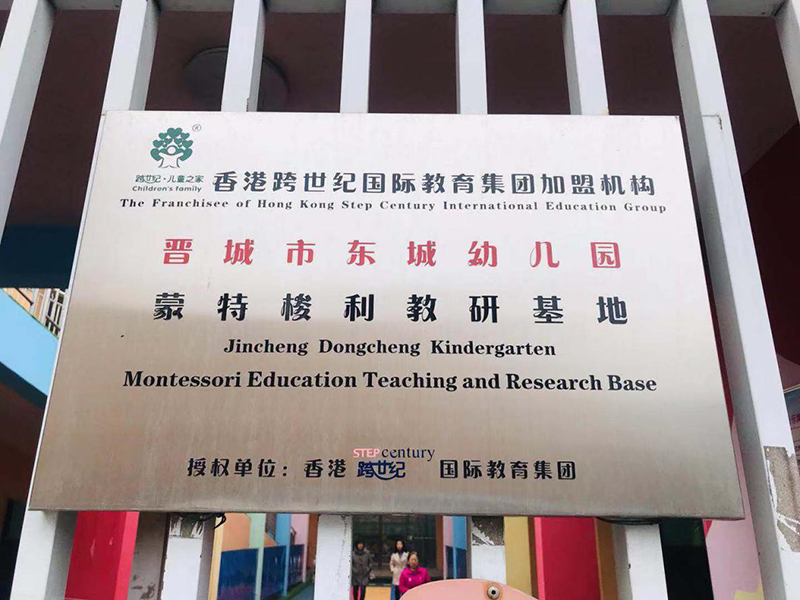 ®
跨世纪·儿童之家
Children's family
香港跨世纪国际教育集团加盟机构
The Franchisee of Hong Kong Step Century International Education Group
晋城市东城幼儿园
蒙特梭利教研基地
Jincheng Dongcheng Kindergarten
Montessori Education Teaching and Research Base
STEP century
授权单位：香港 跨世纪 国际教育集团